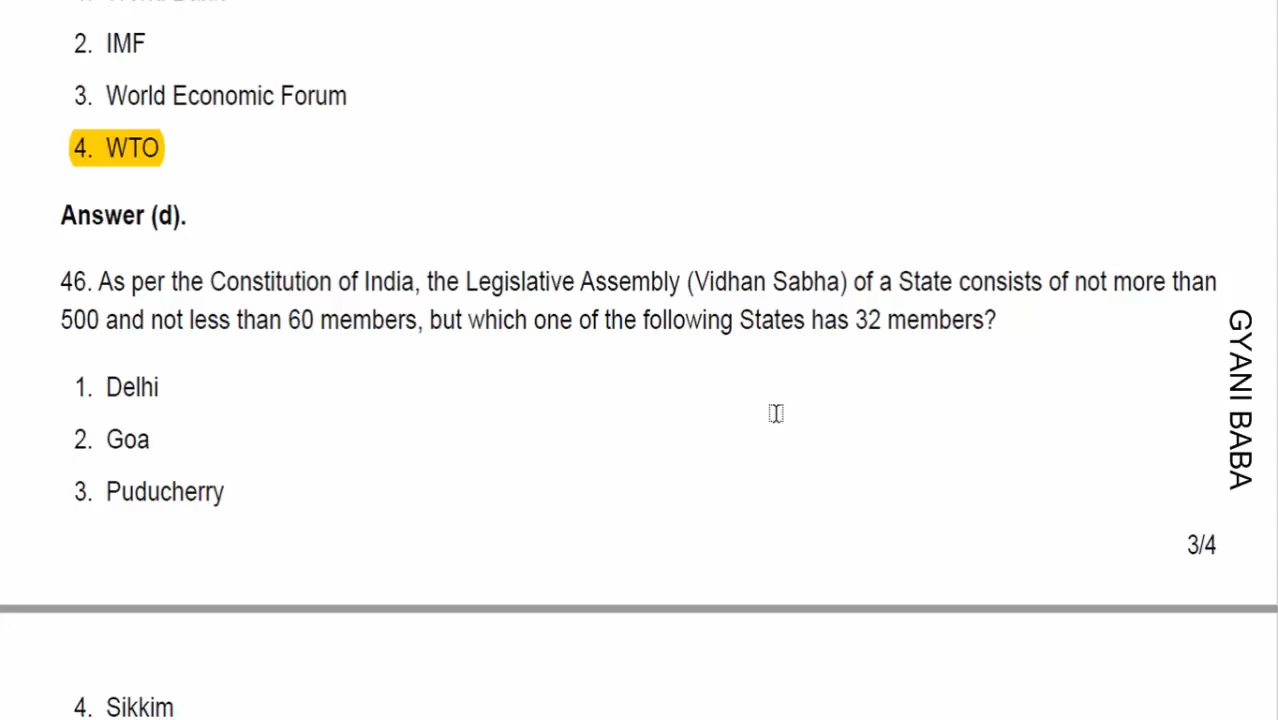 2. IMF
3. World Economic Forum
4. WTO
Answer (d).
46. As per the Constitution of India, the Legislative Assembly (Vidhan Sabha) of a State consists of not more than
500 and not less than 60 members, but which one of the following States has 32 members?
1. Delhi
2. Goa
3. Puducherry
GYANI BABA
3/4
4. Sikkim